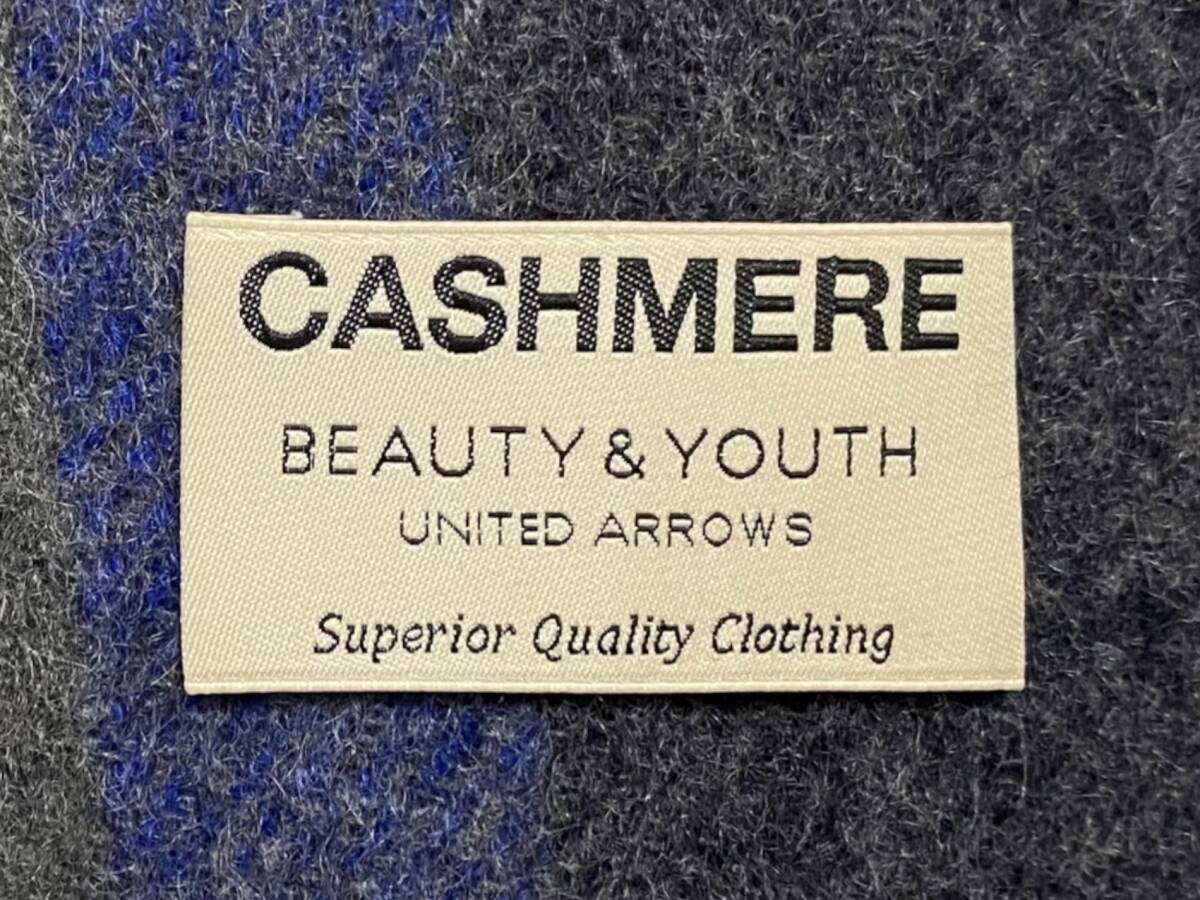 CASHMERE
BEAUTY & YOUTH
UNITED ARROWS
Superior Quality Clothing